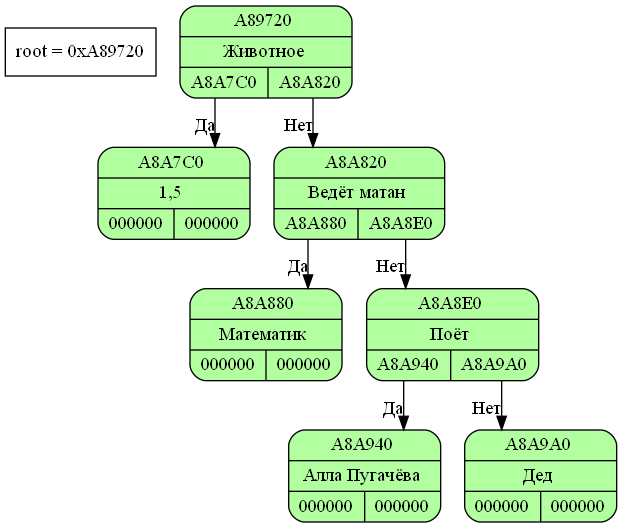 root = 0xA89720
A89720
Животное
A8A7C0 A8A820
Да Нет
A8A7C0 A8A820
1,5 Ведёт матан
000000 000000 A8A880 A8A8E0
Да Нет
A8A880 A8A8E0
Математик Поёт
000000 000000 A8A940 A8A9A0
Да Нет
A8A940 A8A9A0
Алла Пугачёва Дед
000000 000000 000000 000000